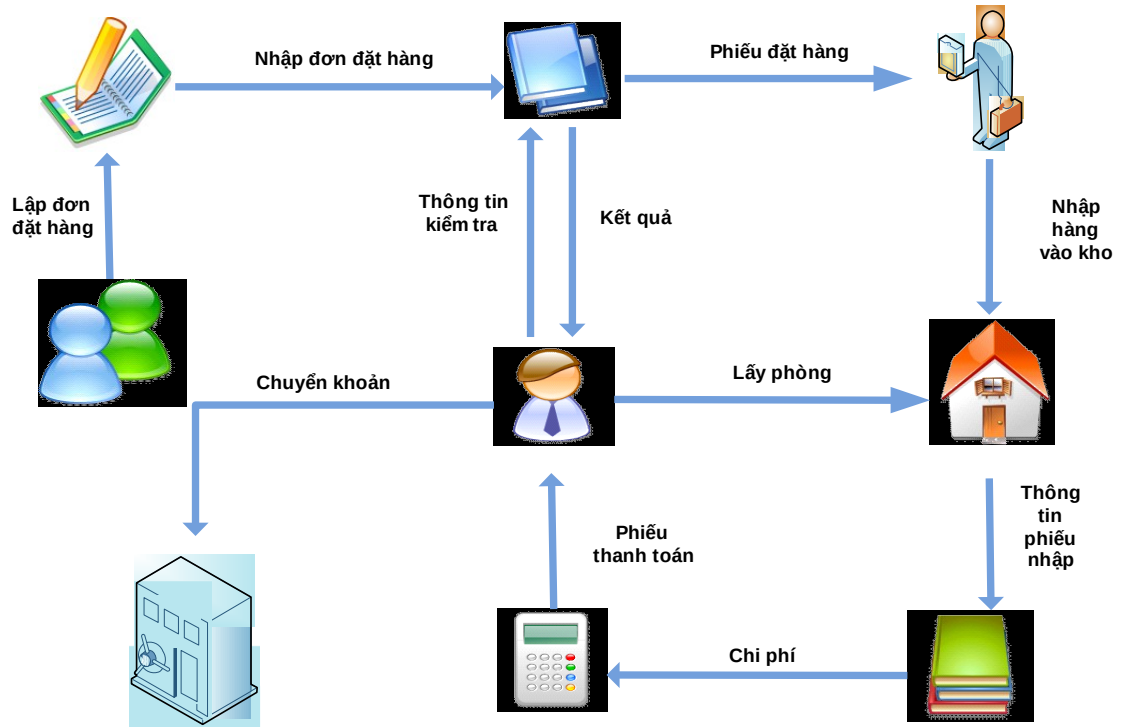 Nhập đơn đặt hàng
Phiếu đặt hàng
Lập đơn
đặt hàng
Thông tin
kiểm tra
Kết quả
Nhập
hàng
vào kho
Chuyển khoản
Lấy phòng
Phiếu
thanh toán
Thông
tin
phiếu
nhập
Chi phí